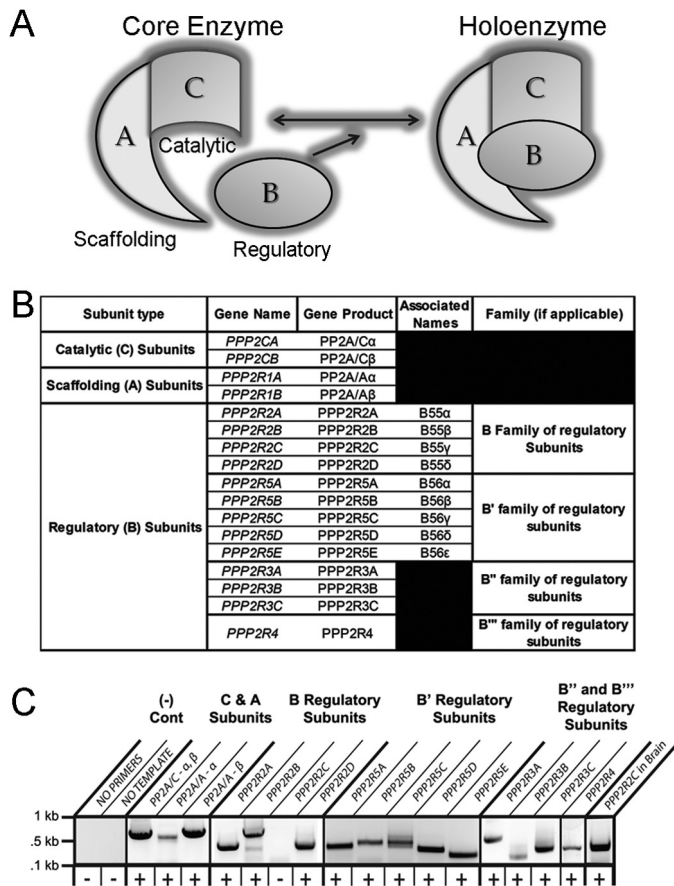 A
Core Enzyme
Holoenzyme
C
A
Catalytic
B
Scaffolding
Regulatory
C
A
B
B
Subunit type
Gene Name
Gene Product
Associated Names
Family (if applicable)
Catalytic (C) Subunits
PPP2CA
PP2A/Cα
PPP2CB
PP2A/Cβ
Scaffolding (A) Subunits
PPP2R1A
PP2A/Aα
PPP2R1B
PP2A/Aβ
Regulatory (B) Subunits
PPP2R2A
PPP2R2A
B55α
PPP2R2B
PPP2R2B
B55β
PPP2R2C
PPP2R2C
B55γ
PPP2R2D
PPP2R2D
B55δ
B Family of regulatory
Subunits
PPP2R5A
PPP2R5A
B56α
PPP2R5B
PPP2R5B
B56β
PPP2R5C
PPP2R5C
B56γ
PPP2R5D
PPP2R5D
B56δ
PPP2R5E
PPP2R5E
B56ε
B' family of regulatory
subunits
PPP2R3A
PPP2R3A
PPP2R3B
PPP2R3B
PPP2R3C
PPP2R3C
B'' family of regulatory
subunits
PPP2R4
PPP2R4
B''' family of regulatory
subunits
C
(-)
Cont
C & A
Subunits
B Regulatory
Subunits
B' Regulatory
Subunits
B'' and B'''
Regulatory
Subunits
NO PRIMERS
NO TEMPLATE
PP2A/C - α, β
PP2A/A - α
PP2A/A - β
PPP2R2A
PPP2R2B
PPP2R2C
PPP2R2D
PPP2R5A
PPP2R5B
PPP2R5C
PPP2R5D
PPP2R5E
PPP2R3A
PPP2R3B
PPP2R3C
PPP2R4
PPP2R2C in Brain
1 kb
.5 kb
.1 kb
- - + + + + + - + + + + + + + + + + +